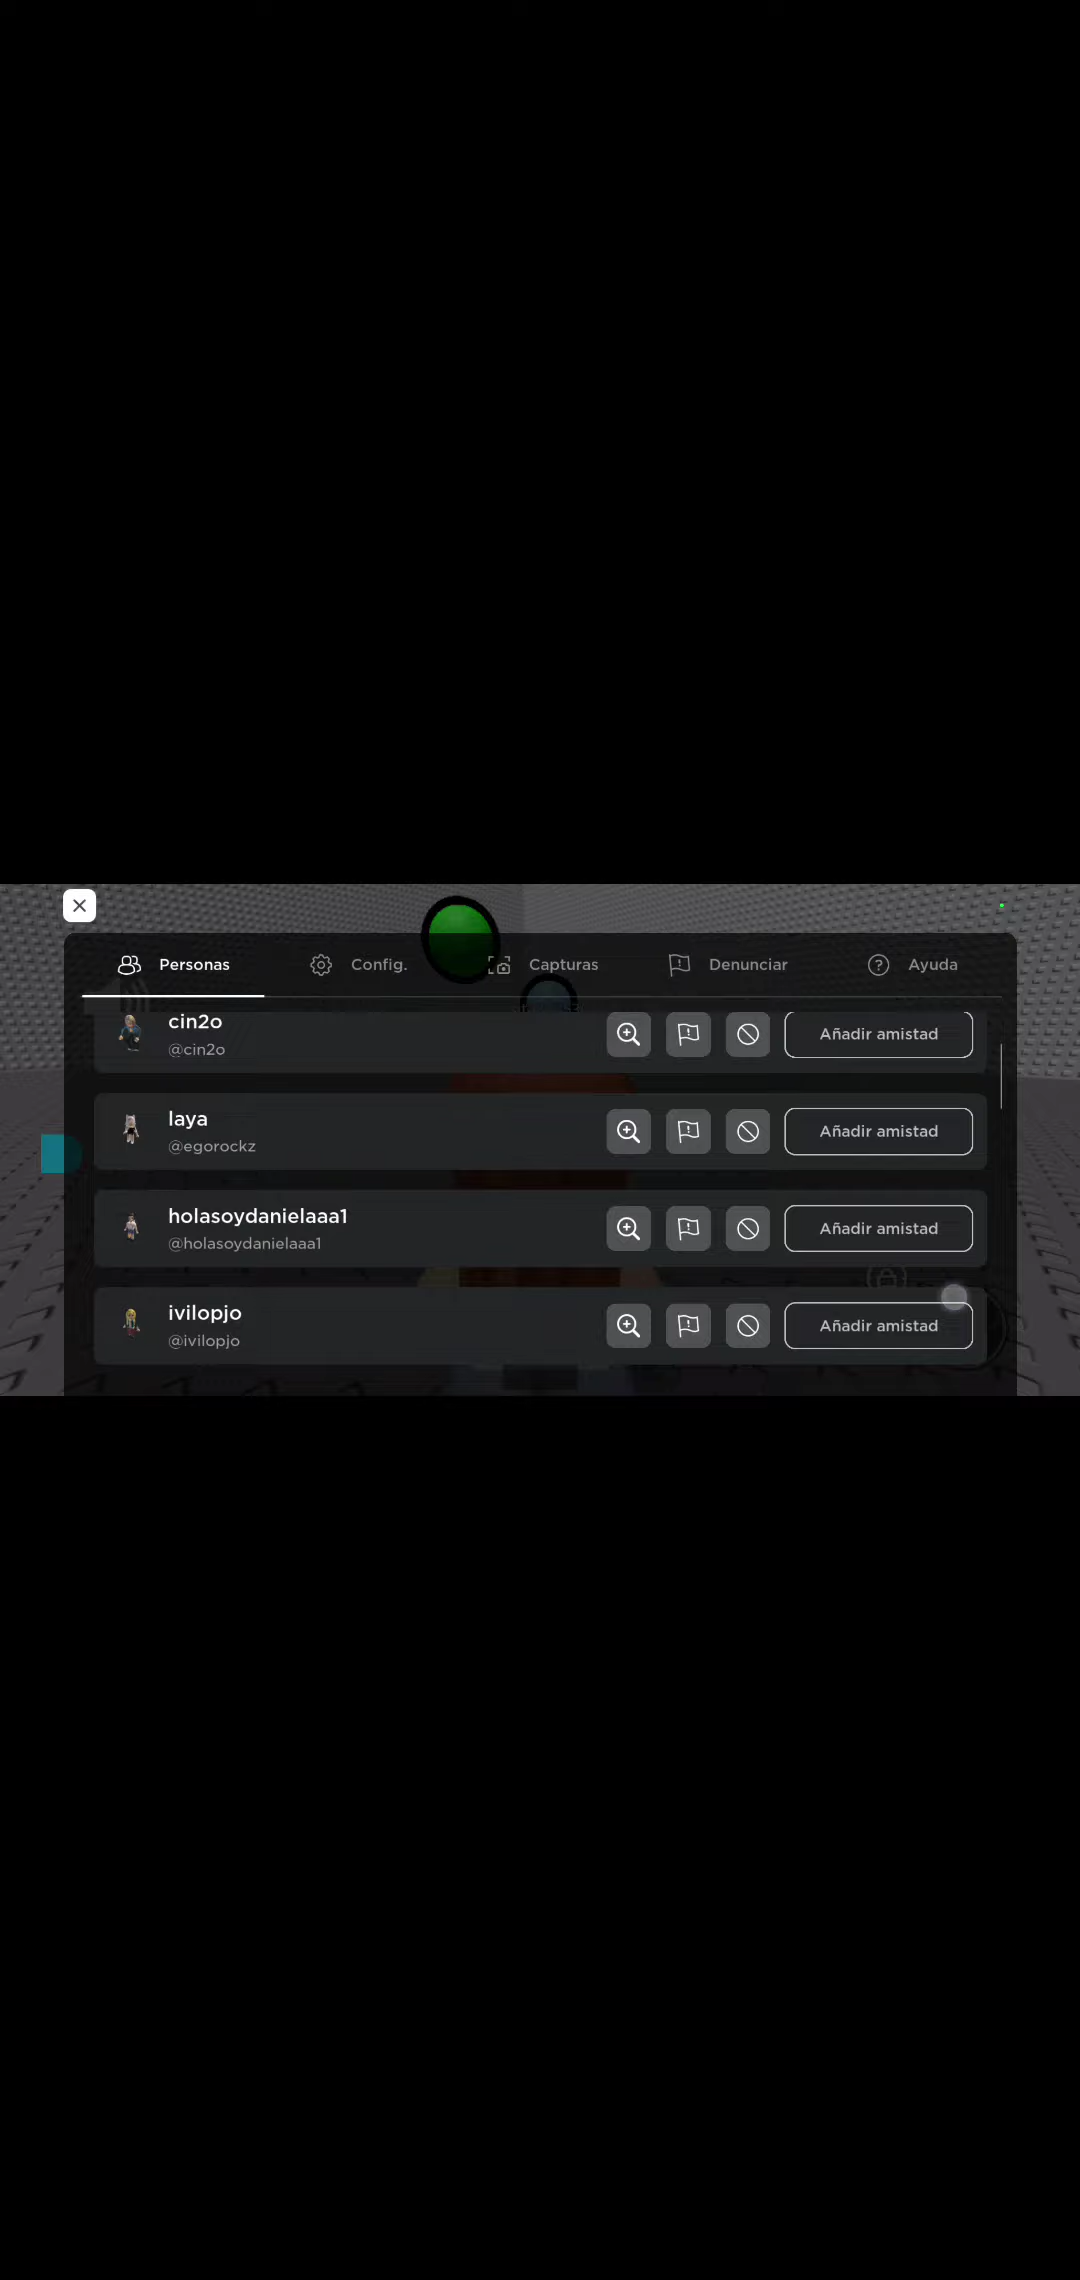 Personas
Config.
Capturas
Denunciar
Ayuda
cin2o
@cin2o
Añadir amistad
laya
@egorockz
Añadir amistad
holasoydanielaaa1
@holasoydanielaaa1
Añadir amistad
ivilopjo
@ivilopjo
Añadir amistad